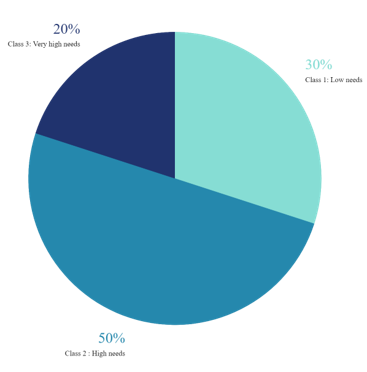 20%
Class 3: Very high needs
30%
Class 1: Low needs
50%
Class 2 : High needs